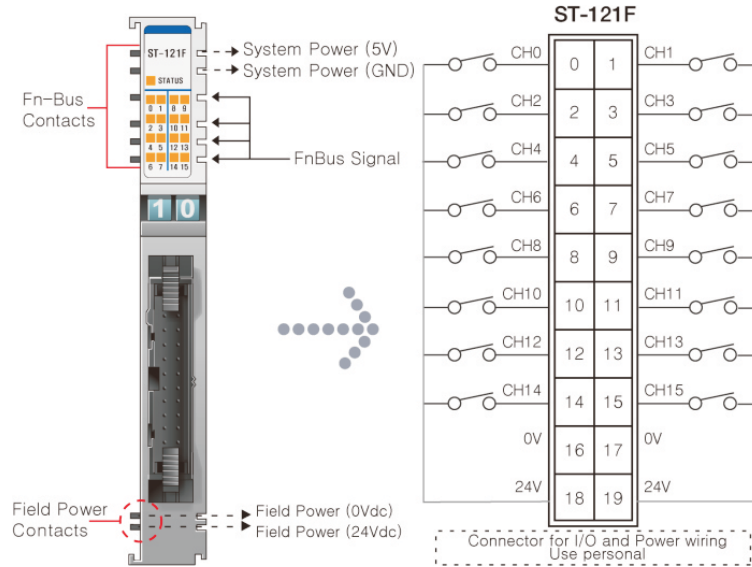 ST-121F
ST-121F
STATUS
0 1 8 9
2 3 10 11
4 5 12 13
6 7 14 15
System Power (5V)
System Power (GND)
Fn-Bus
Contacts
FnBus Signal
10
Field Power
Contacts
Field Power (0Vdc)
Field Power (24Vdc)
CH0 0 1 CH1
CH2 2 3 CH3
CH4 4 5 CH5
CH6 6 7 CH7
CH8 8 9 CH9
CH10 10 11 CH11
CH12 12 13 CH13
CH14 14 15 CH15
0V 16 17 0V
24V 18 19 24V
Connector for I/O and Power wiring
Use personal